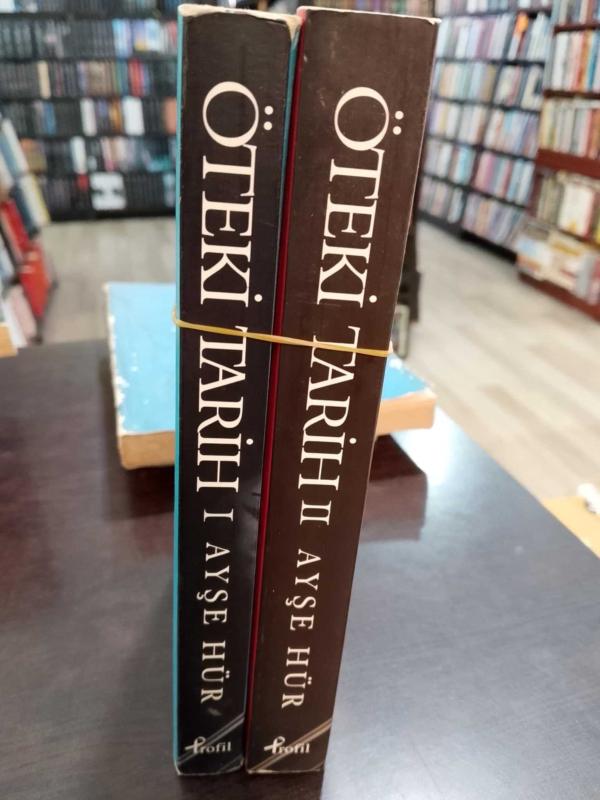 ÖTEKİ TARİH I AYŞE HÜR
Profil
ÖTEKİ TARİH II AYŞE HÜR
Profil